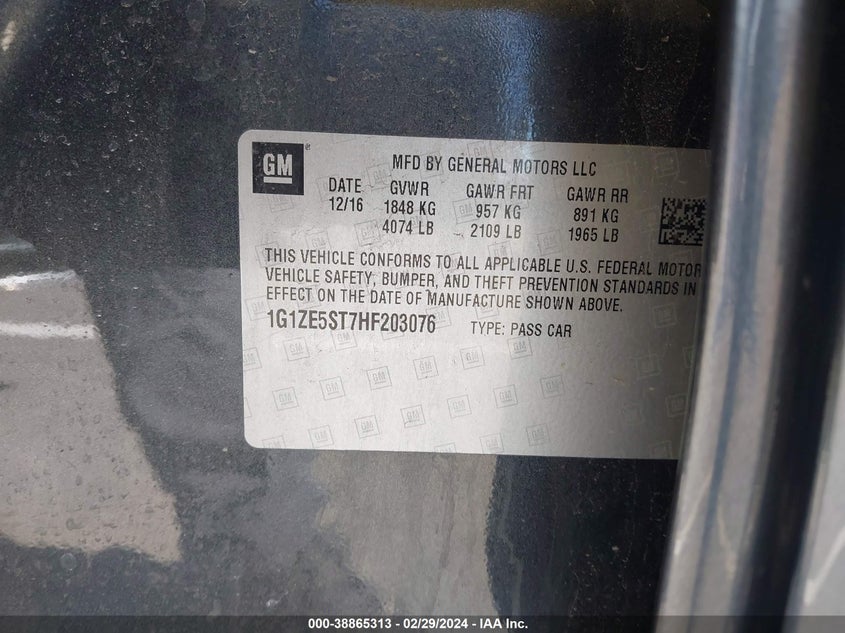 GM
MFD BY GENERAL MOTORS LLC
DATE GVWR GAWR FRT GAWR RR
12/16 1848 KG 957 KG 891 KG
4074 LB 2109 LB 1965 LB
THIS VEHICLE CONFORMS TO ALL APPLICABLE U.S. FEDERAL MOTOR
VEHICLE SAFETY, BUMPER, AND THEFT PREVENTION STANDARDS IN
EFFECT ON THE DATE OF MANUFACTURE SHOWN ABOVE.
1G1ZE5ST7HF203076 TYPE: PASS CAR
000-38865313 - 02/29/2024 - IAA Inc.